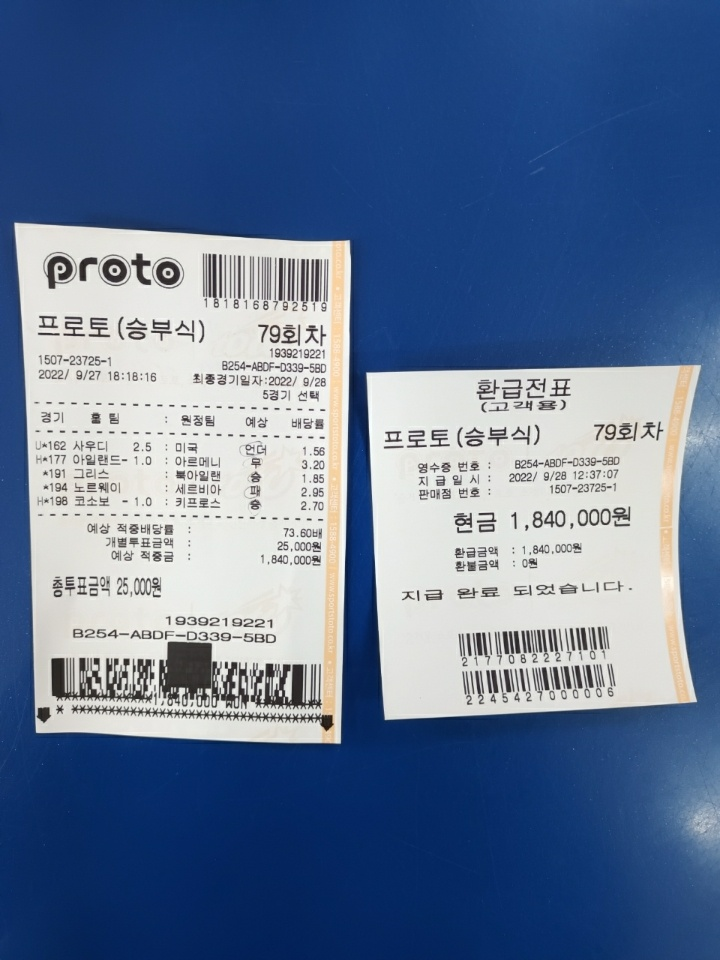 proto
1818168792519
프로토(승부식) 79회차
1939219221
1507-23725-1 B254-ABDF-D339-5BD
2022/ 9/27 18:18:16 최종경기일자:2022/ 9/28
5경기 선택
경기 홈 팀 : 원정팀 예상 배당률
U*162 사우디 2.5 : 미국 언더 1.56
H*177 아일랜드- 1.0 : 아르메니 무 3.20
*191 그리스 : 북아일랜 승 1.85
*194 노르웨이 : 세르비아 패 2.95
H*198 코소보 - 1.0 : 키프로스 승 2.70
예상 적중배당률 : 73.60배
개별투표금액 : 25,000원
예상 적중금 : 1,840,000원
총투표금액 25,000원
1939219221
B254-ABDF-D339-5BD
*1,840,000 WON
환급전표
(고객용)
프로토(승부식) 79회차
영수증 번호 : B254-ABDF-D339-5BD
지 급 일 시 : 2022/ 9/28 12:37:07
판매점 번호 : 1507-23725-1
현금 1,840,000원
환급금액 : 1,840,000원
환불금액 : 0원
지급 완료 되었습니다.
2177082227101
2245427000006